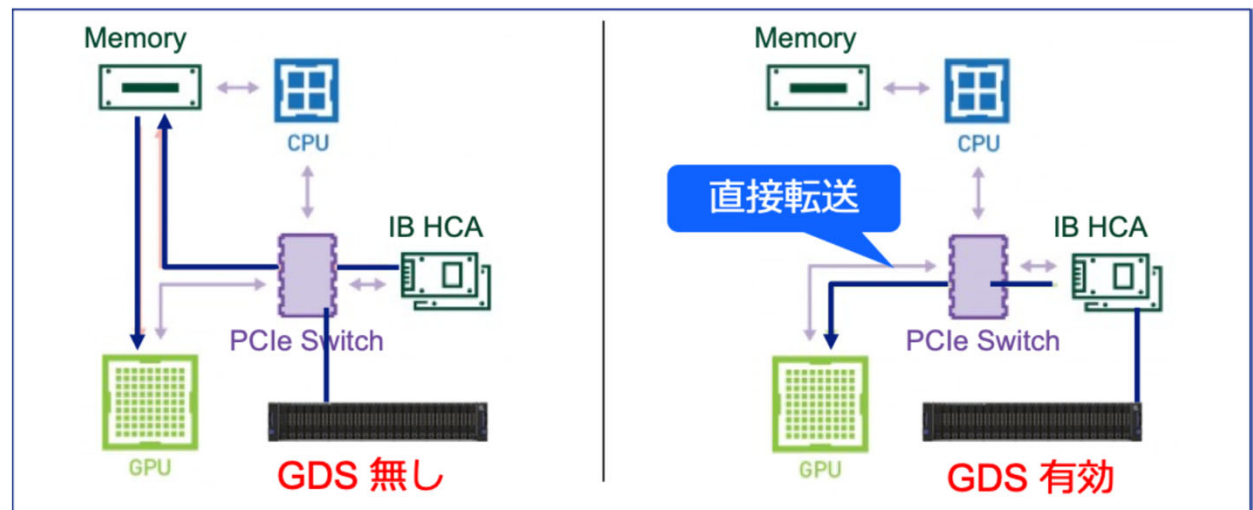 Memory
CPU
IB HCA
PCIe Switch
GPU
GDS 無し
Memory
CPU
直接転送
IB HCA
PCIe Switch
GPU
GDS 有効